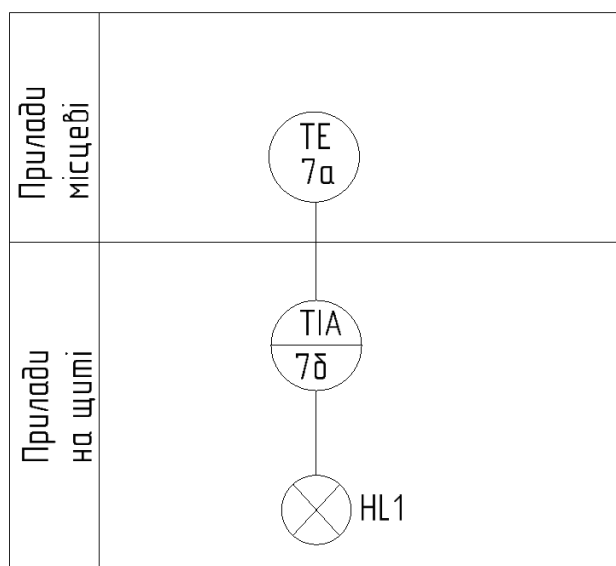 Прилади
місцеві
TE
7а
Прилади
на щиті
TIA
7б
HL1